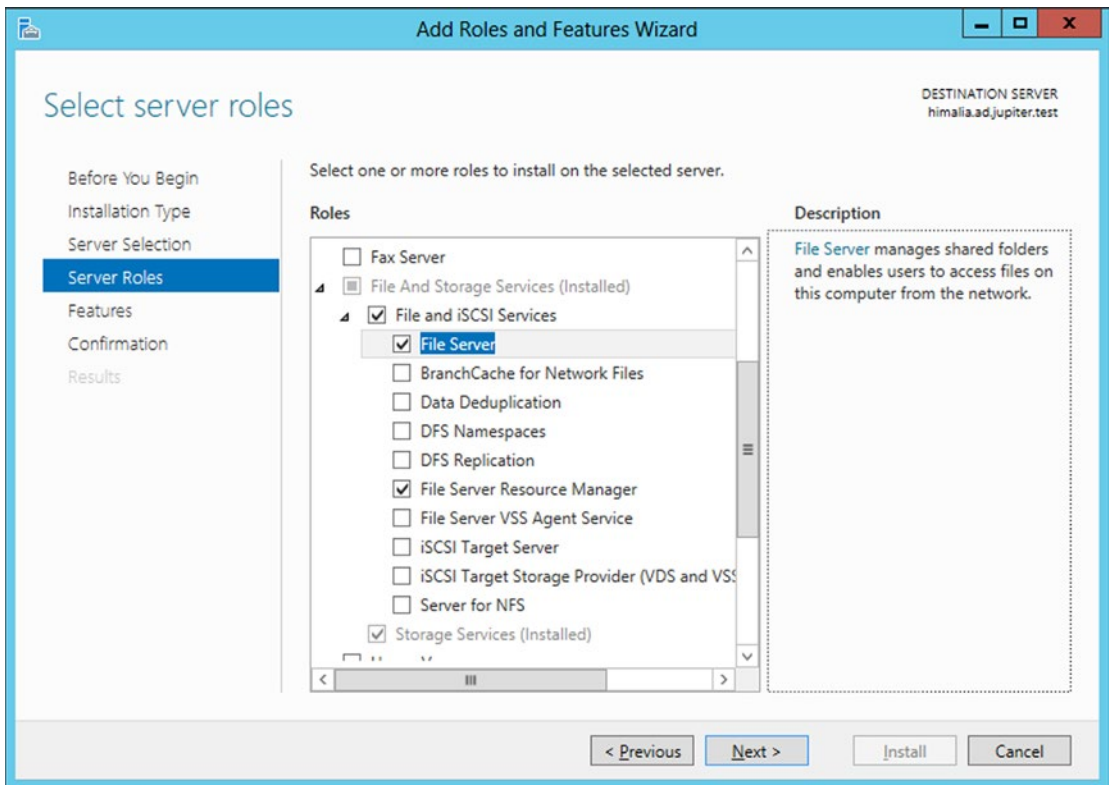 Add Roles and Features Wizard
Select server roles
DESTINATION SERVER
himalia.ad.jupiter.test
Before You Begin
Installation Type
Server Selection
Server Roles
Features
Confirmation
Results
Select one or more roles to install on the selected server.
Roles
Fax Server
File And Storage Services (Installed)
File and iSCSI Services
File Server
BranchCache for Network Files
Data Deduplication
DFS Namespaces
DFS Replication
File Server Resource Manager
File Server VSS Agent Service
iSCSI Target Server
iSCSI Target Storage Provider (VDS and VSS
Server for NFS
Storage Services (Installed)
Description
File Server manages shared folders
and enables users to access files on
this computer from the network.
< Previous
Next >
Install
Cancel